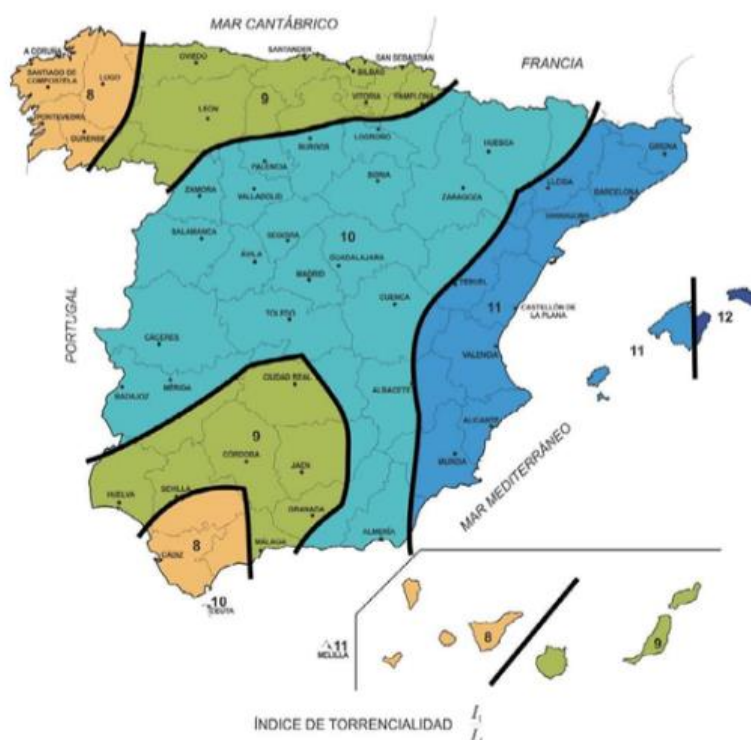 MAR CANTÁBRICO
A CORUÑA
OVIEDO
SANTANDER
SAN SEBASTIÁN
FRANCIA
SANTIAGO DE
COMPOSTELA
LUGO
BILBAO
8
9
VITORIA
PAMPLONA
PONTEVEDRA
LEÓN
OURENSE
BURGOS
LOGROÑO
HUESCA
GIRONA
PALENCIA
ZAMORA
VALLADOLID
SORIA
ZARAGOZA
LLEIDA
BARCELONA
TARRAGONA
SALAMANCA
SEGOVIA
10
ÁVILA
GUADALAJARA
MADRID
TERUEL
PORTUGAL
TOLEDO
CUENCA
11
CASTELLÓN DE
LA PLANA
12
11
CÁCERES
VALENCIA
BADAJOZ
MÉRIDA
CIUDAD REAL
ALBACETE
ALICANTE
MAR MEDITERRÁNEO
9
CÓRDOBA
JAÉN
MURCIA
HUELVA
SEVILLA
GRANADA
8
CÁDIZ
MÁLAGA
ALMERÍA
10
CEUTA
11
MELILLA
8
9
ÍNDICE DE TORRENCIALIDAD I₁